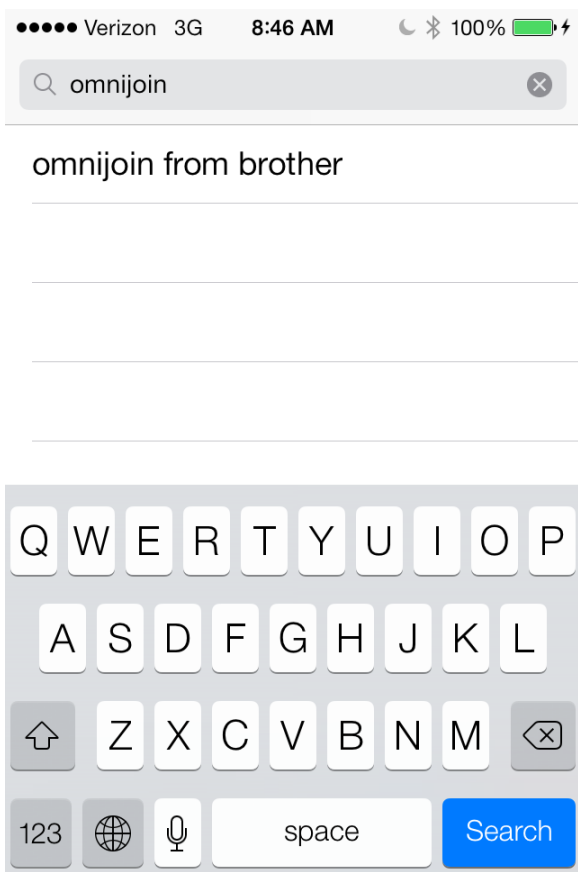 Verizon 3G 8:46 AM 100%
omnijoin
omnijoin from brother
Q W E R T Y U I O P
A S D F G H J K L
Z X C V B N M
123 space Search